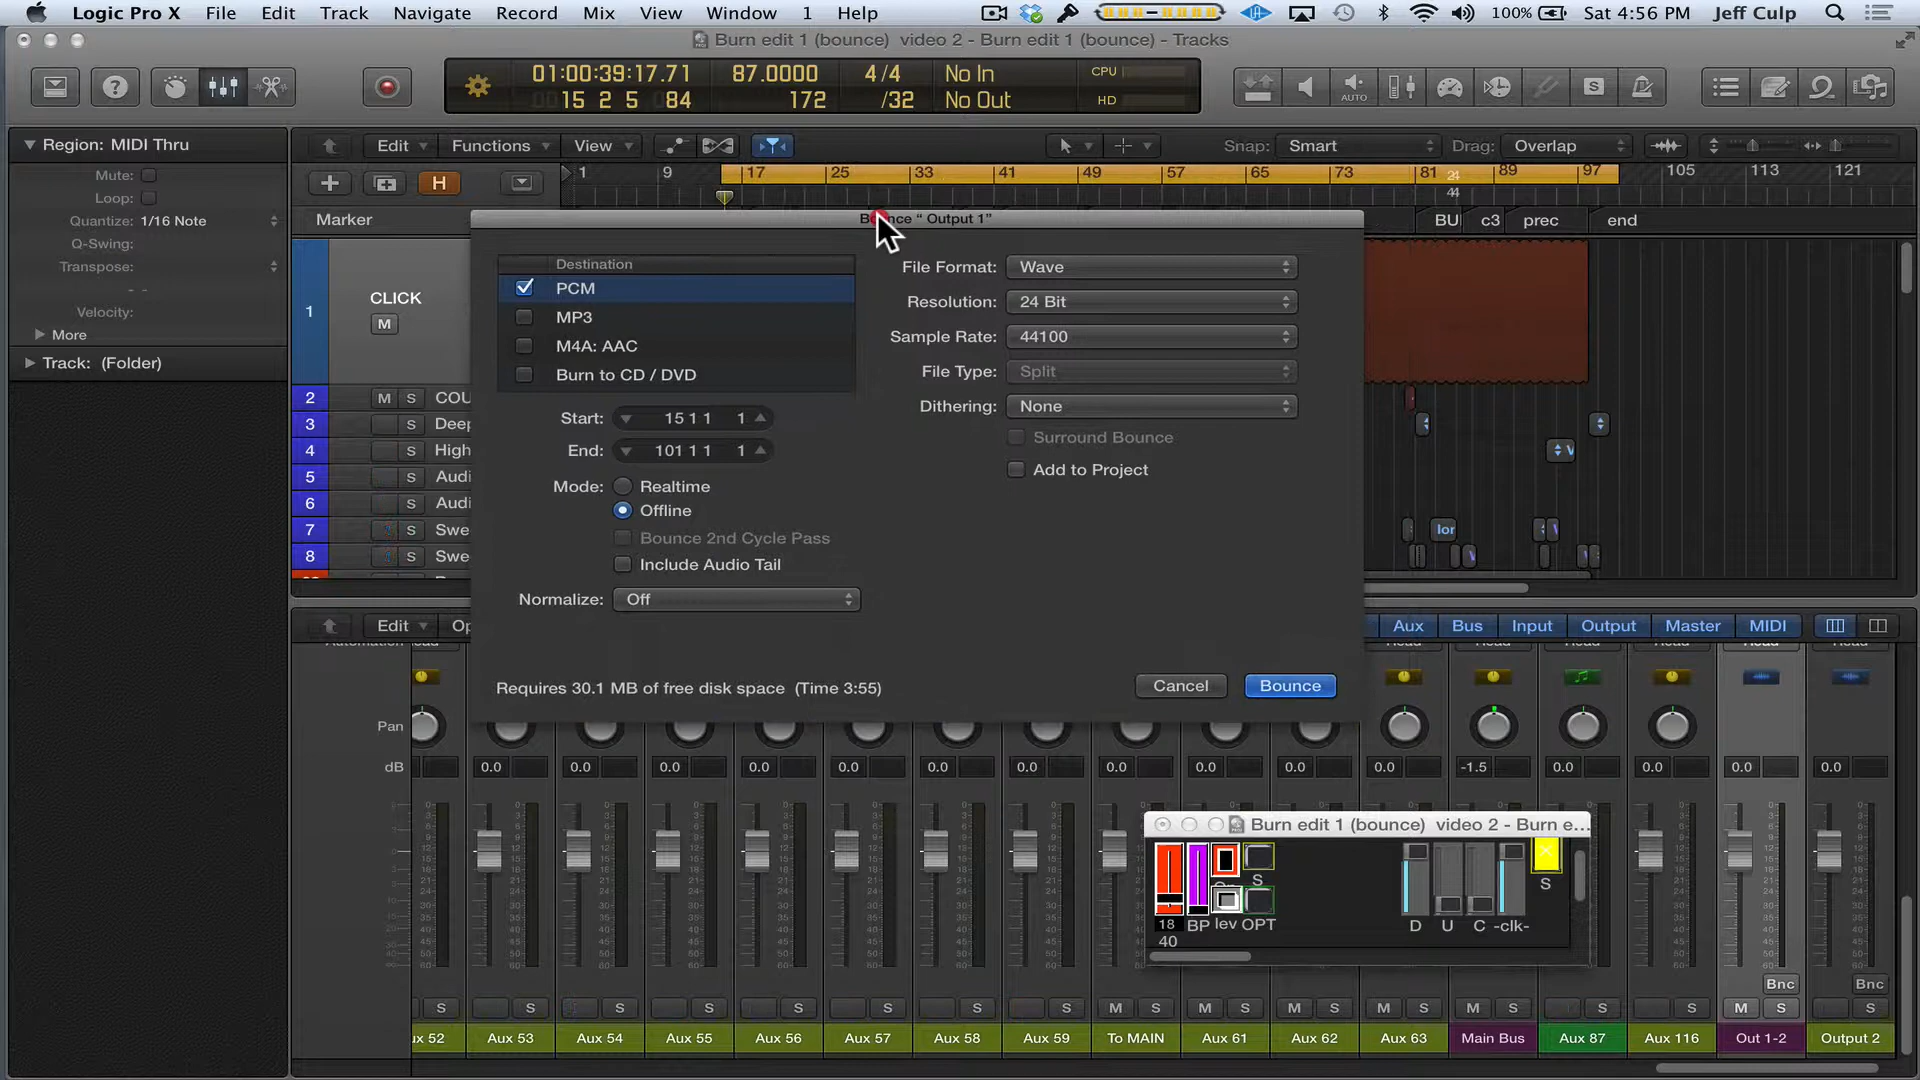 Logic Pro X File Edit Track Navigate Record Mix View Window 1 Help 100% Sat 4:56 PM Jeff Culp
Burn edit 1 (bounce) video 2 - Burn edit 1 (bounce) - Tracks
01:00:39:17.71 87.0000 4/4 No In CPU
15 2 5 84 172 /32 No Out HD
AUTO
S
Region: MIDI Thru
Edit Functions View Snap: Smart Drag: Overlap
Mute:
Loop:
Quantize: 1/16 Note
Q-Swing:
Transpose:
- -
Velocity:
More
Track: (Folder)
H
1 9 17 25 33 41 49 57 65 73 81 89 97 105 113 121
24
44
Marker BU c3 prec end
1 CLICK
M
2 M S COU
3 S Deep
4 S High
5 S Audi
6 S Audi
7 S Swe
8 S Swe
lor
Bounce “ Output 1”
Destination
PCM
MP3
M4A: AAC
Burn to CD / DVD
Start: 15 1 1 1
End: 101 1 1 1
Mode: Realtime
Offline
Bounce 2nd Cycle Pass
Include Audio Tail
Normalize: Off
File Format: Wave
Resolution: 24 Bit
Sample Rate: 44100
File Type: Split
Dithering: None
Surround Bounce
Add to Project
Requires 30.1 MB of free disk space (Time 3:55)
Cancel Bounce
Edit Aux Bus Input Output Master MIDI
Pan
dB 0.0 0.0 0.0 0.0 0.0 0.0 0.0 0.0 0.0 0.0 0.0 -1.5 0.0 0.0 0.0 0.0
Burn edit 1 (bounce) video 2 - Burn e...
S S
18 BP lev OPT D U C -clk-
40
Bnc Bnc
S S S S S S S S M S M S M S M S M S S S M S S
Aux 53 Aux 54 Aux 55 Aux 56 Aux 57 Aux 58 Aux 59 To MAIN Aux 61 Aux 62 Aux 63 Main Bus Aux 87 Aux 116 Out 1-2 Output 2